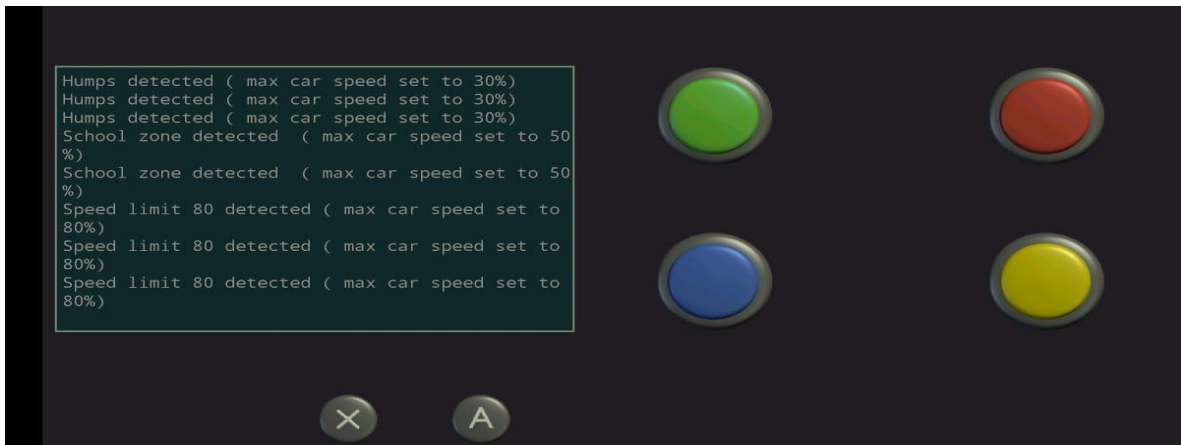 Humps detected ( max car speed set to 30%)
Humps detected ( max car speed set to 30%)
Humps detected ( max car speed set to 30%)
School zone detected  ( max car speed set to 50
%)
School zone detected  ( max car speed set to 50
%)
Speed limit 80 detected ( max car speed set to
80%)
Speed limit 80 detected ( max car speed set to
80%)
Speed limit 80 detected ( max car speed set to
80%)
X A